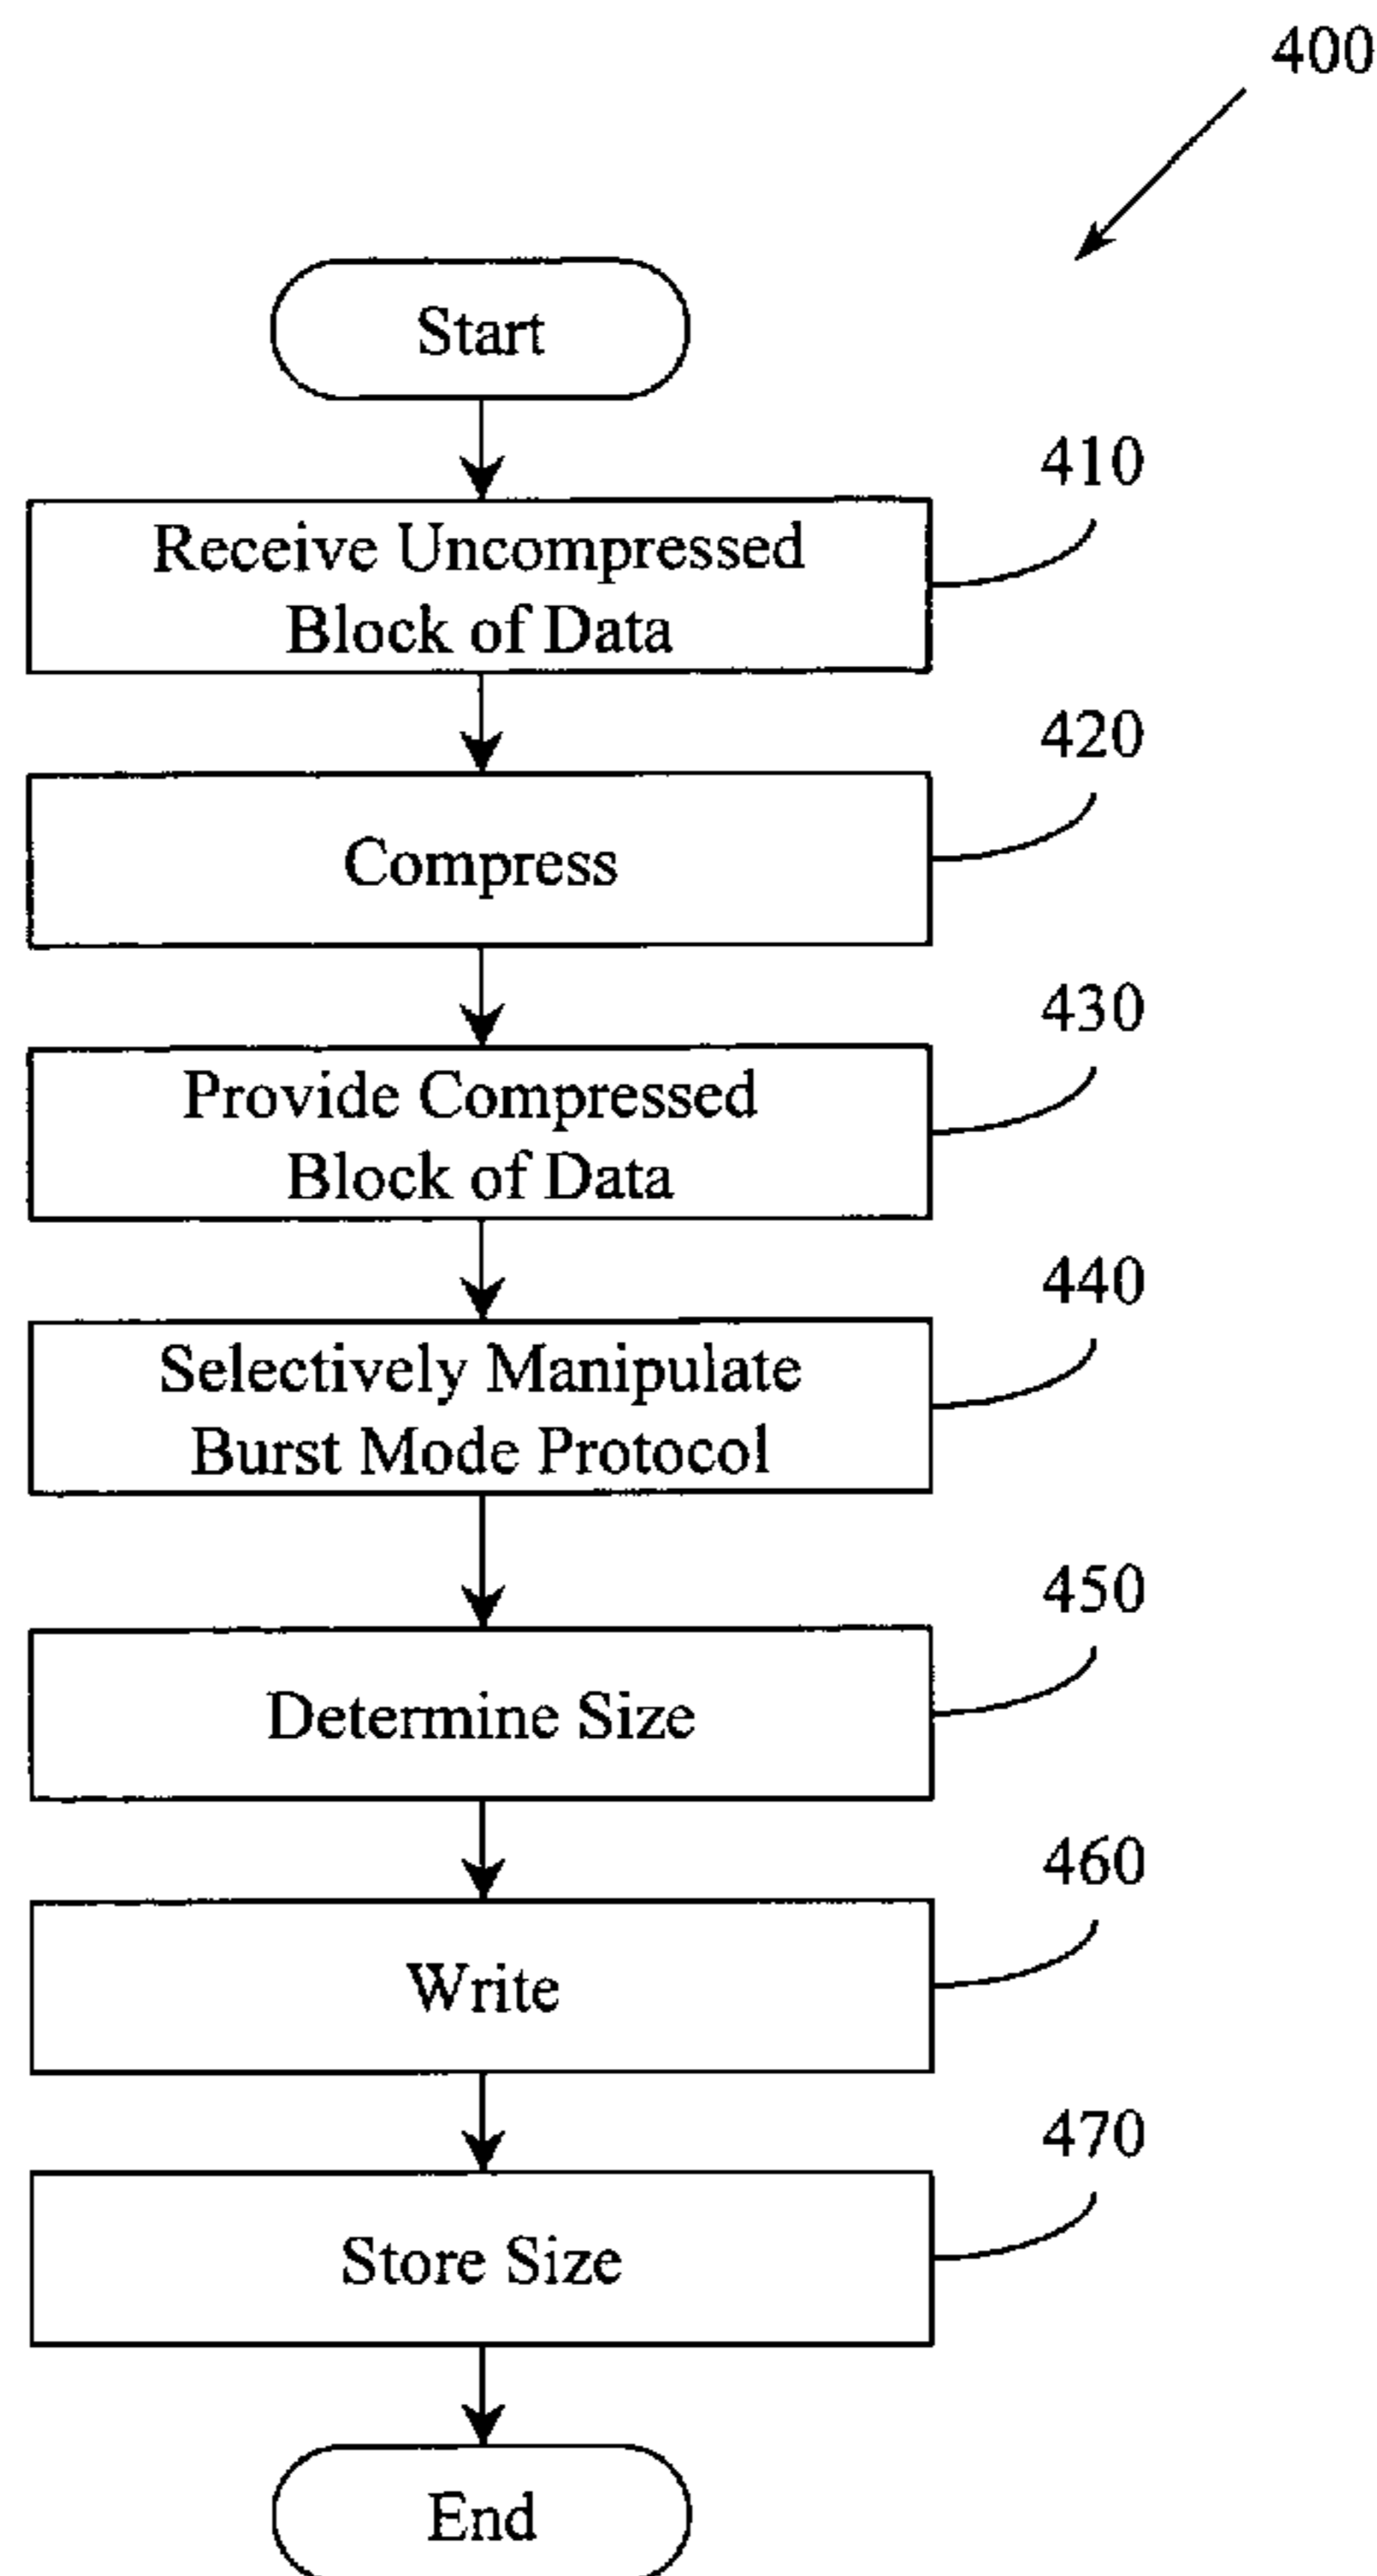 400
Start
410
Receive Uncompressed
Block of Data
420
Compress
430
Provide Compressed
Block of Data
440
Selectively Manipulate
Burst Mode Protocol
450
Determine Size
460
Write
470
Store Size
End